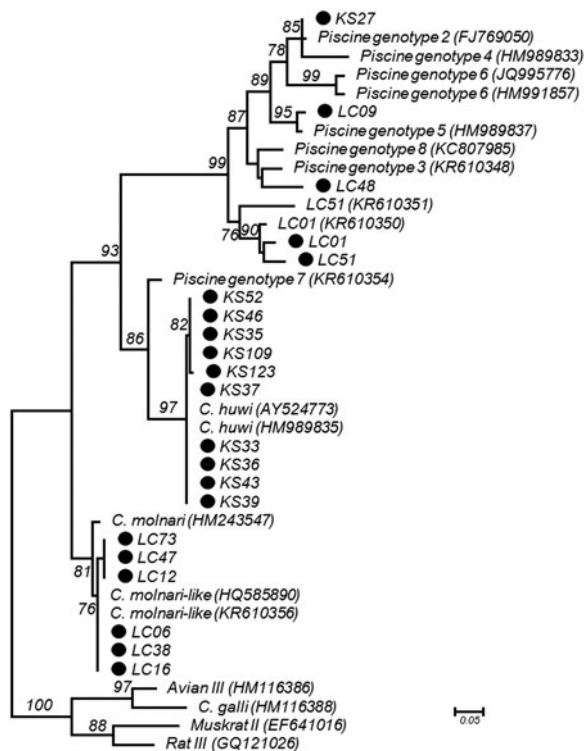 85
KS27
Piscine genotype 2 (FJ769050)
78
Piscine genotype 4 (HM989833)
99
Piscine genotype 6 (JQ995776)
89
Piscine genotype 6 (HM991857)
95
LC09
87
Piscine genotype 5 (HM989837)
Piscine genotype 8 (KC807985)
99
Piscine genotype 3 (KR610348)
LC48
LC51 (KR610351)
76
90
LC01 (KR610350)
LC01
93
LC51
Piscine genotype 7 (KR610354)
KS52
82
KS46
KS35
86
KS109
KS123
KS37
97
C. huwi (AY524773)
C. huwi (HM989835)
KS33
KS36
KS43
KS39
C. molnari (HM243547)
LC73
LC47
81
LC12
C. molnari-like (HQ585890)
76
C. molnari-like (KR610356)
LC06
LC38
LC16
97
Avian III (HM116386)
100
C. galli (HM116388)
88
Muskrat II (EF641016)
Rat III (GQ121026)
0.05